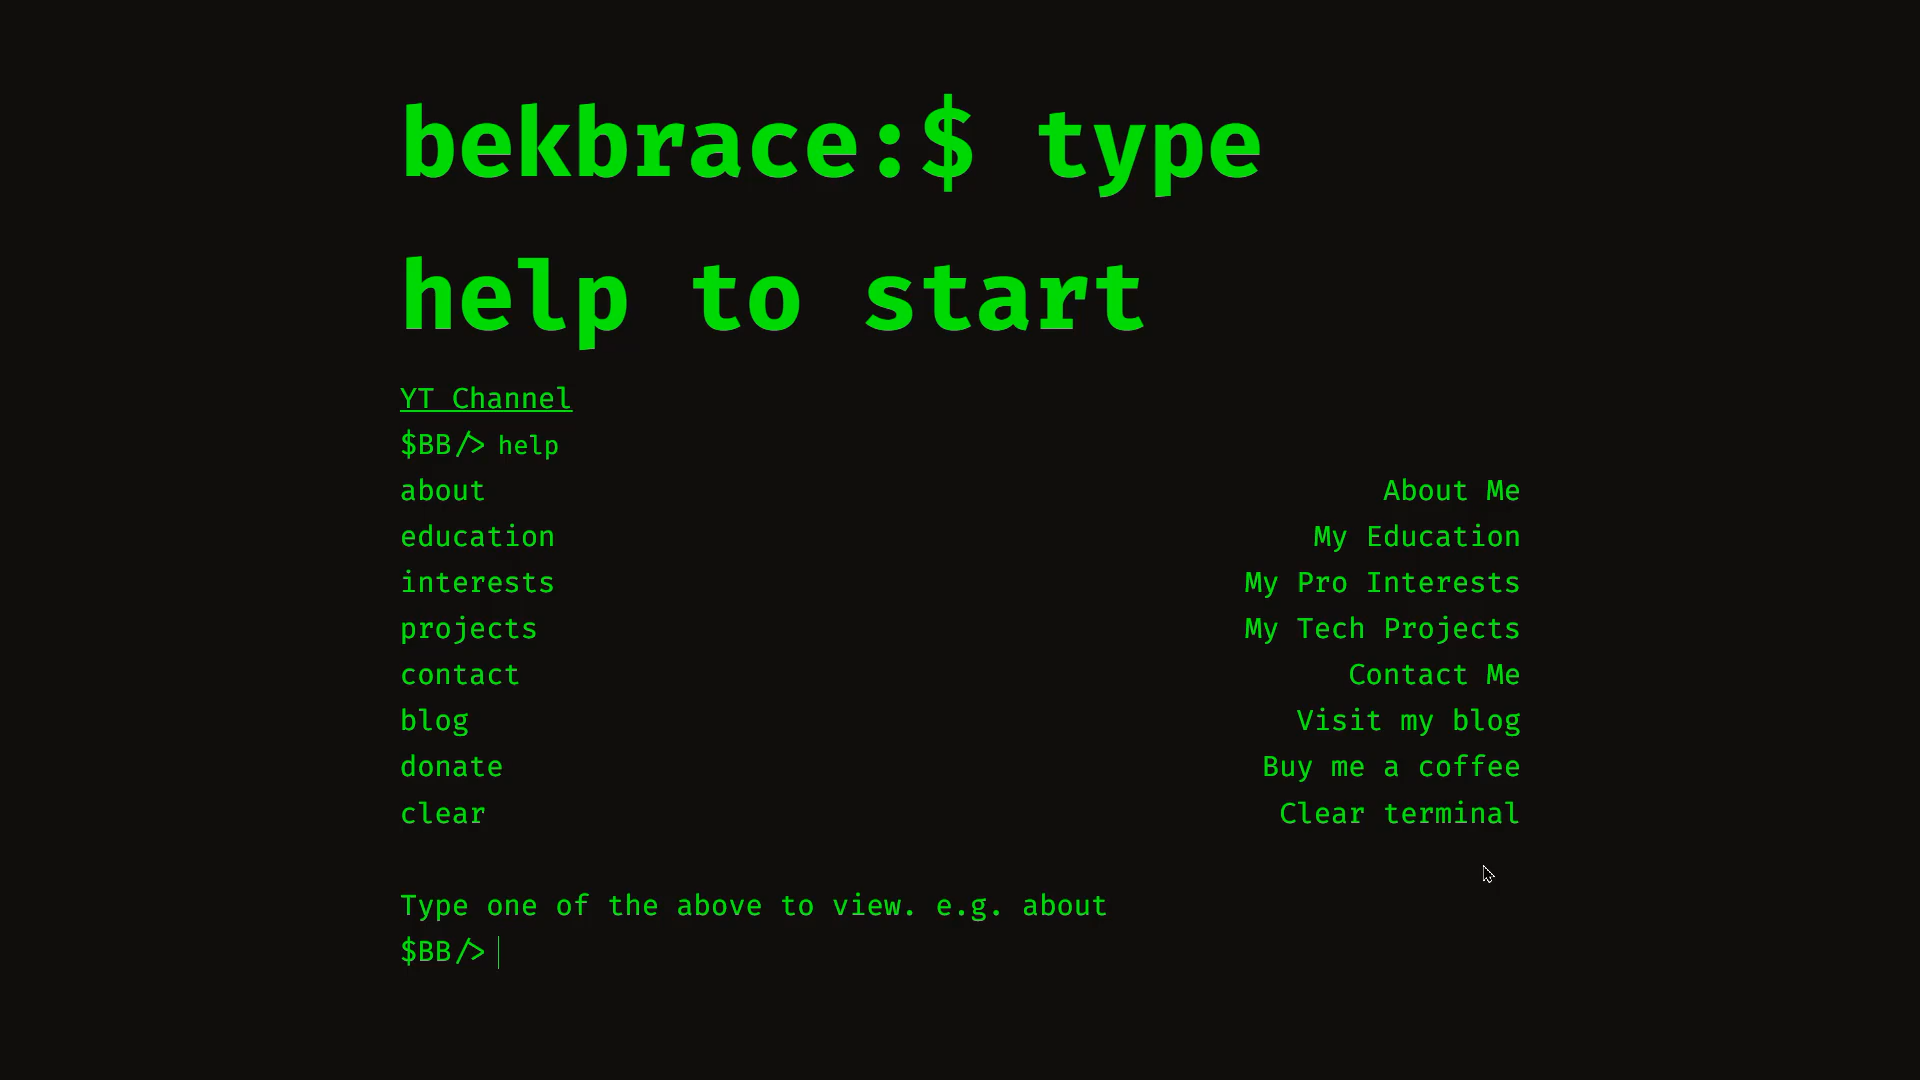 bekbrace:$ type
help to start
YT Channel
$BB/> help
about About Me
education My Education
interests My Pro Interests
projects My Tech Projects
contact Contact Me
blog Visit my blog
donate Buy me a coffee
clear Clear terminal
Type one of the above to view. e.g. about
$BB/>